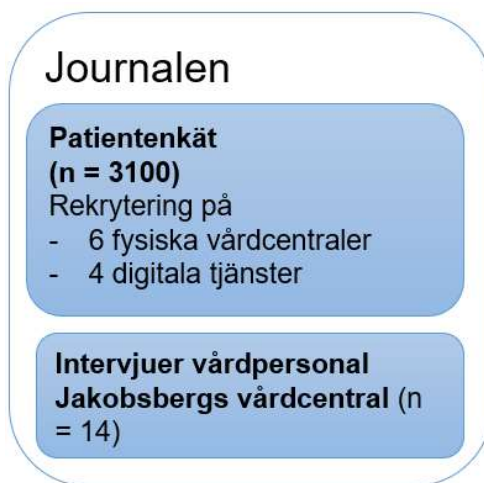 Journalen
Patientenkät
(n = 3100)
Rekrytering på
- 6 fysiska vårdcentraler
- 4 digitala tjänster
Intervjuer vårdpersonal
Jakobsbergs vårdcentral (n
= 14)